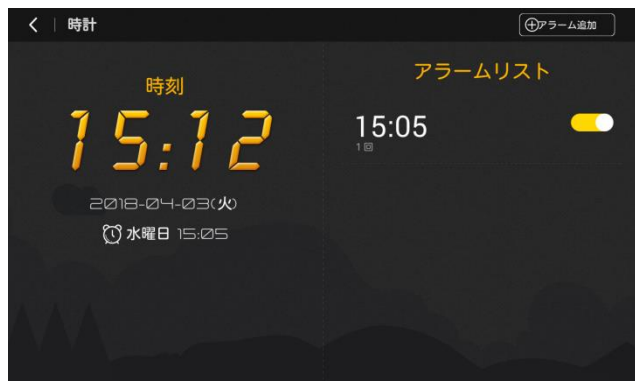 時計
アラーム追加
時刻
15:12
2018-04-03(火)
水曜日 15:05
アラームリスト
15:05
1回